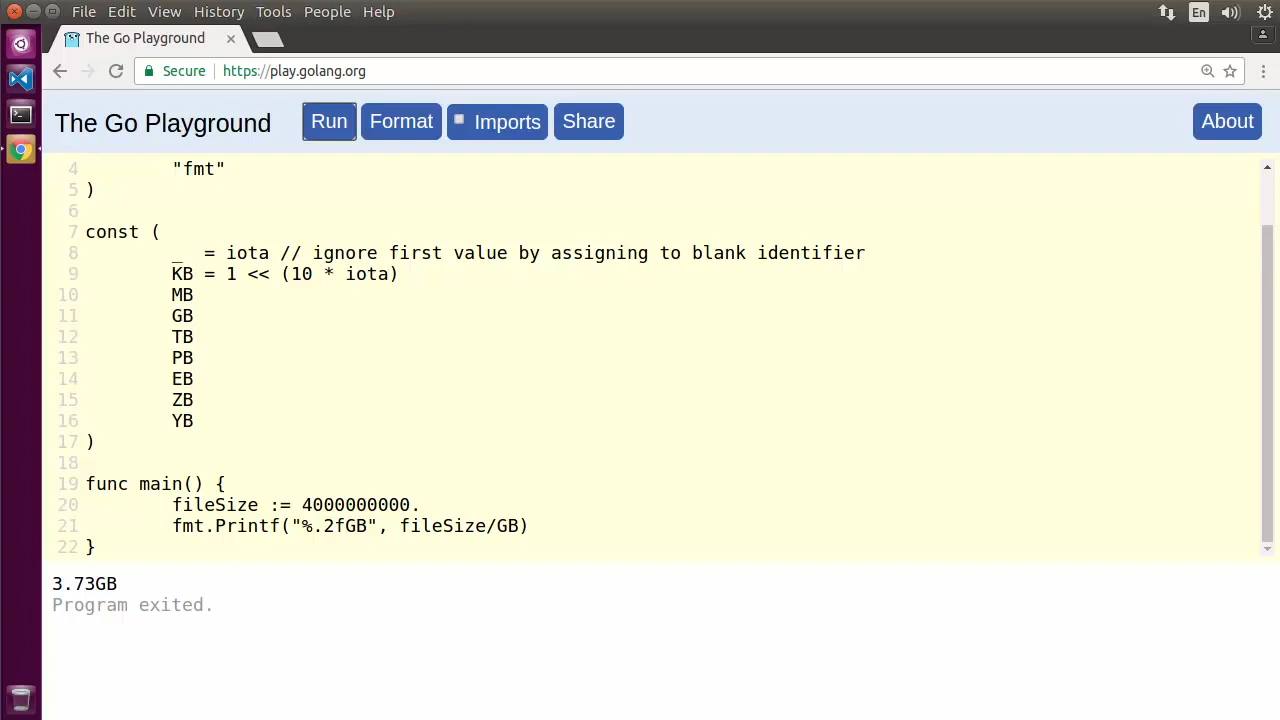 File Edit View History Tools People Help
En
The Go Playground
Secure https://play.golang.org
The Go Playground Run Format Imports Share About
4 "fmt"
5 )
6
7 const (
8 _ = iota // ignore first value by assigning to blank identifier
9 KB = 1 << (10 * iota)
10 MB
11 GB
12 TB
13 PB
14 EB
15 ZB
16 YB
17 )
18
19 func main() {
20 fileSize := 4000000000.
21 fmt.Printf("%.2fGB", fileSize/GB)
22 }
3.73GB
Program exited.